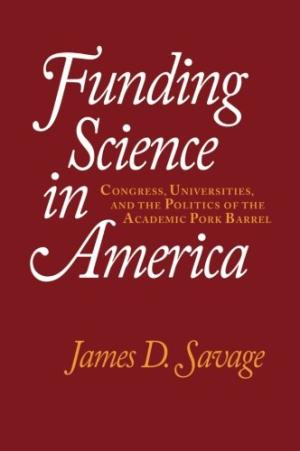 Funding
Science
in
CONGRESS, UNIVERSITIES,
AND THE POLITICS OF THE
ACADEMIC PORK BARREL
America
James D. Savage